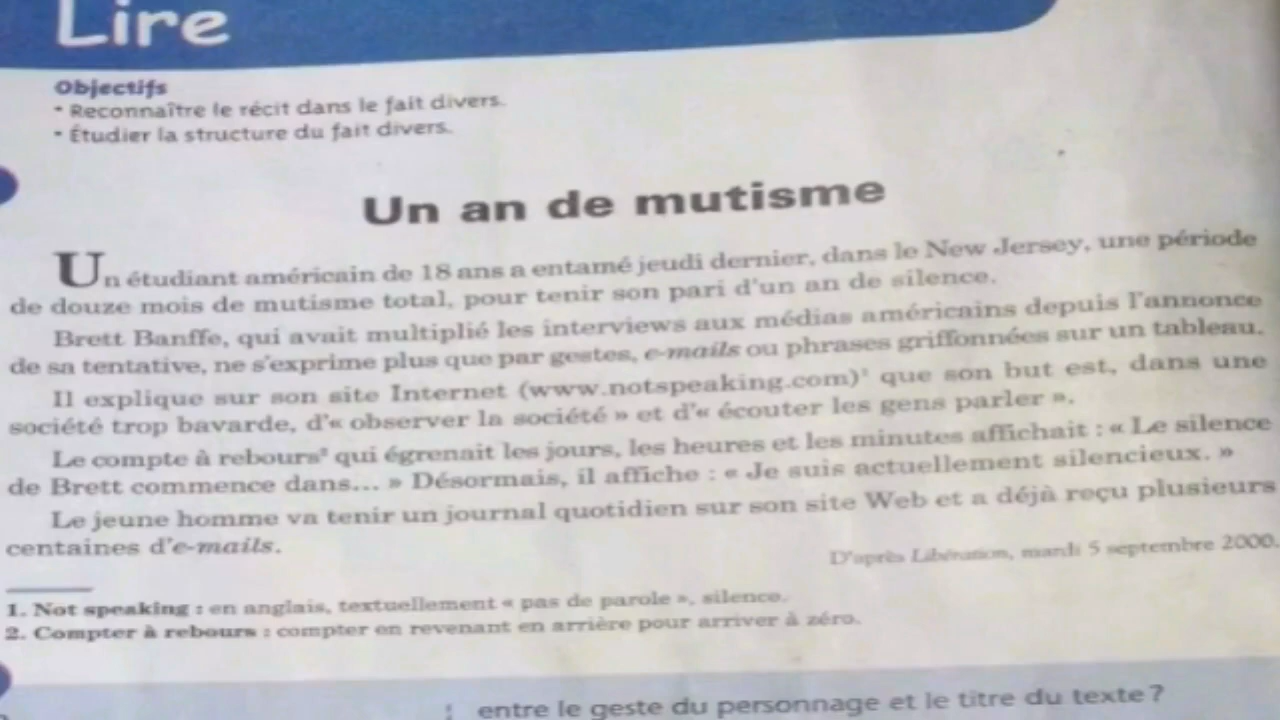 Lire
Objectifs
• Reconnaître le récit dans le fait divers.
• Étudier la structure du fait divers.
Un an de mutisme
Un étudiant américain de 18 ans a entamé jeudi dernier, dans le New Jersey, une période
de douze mois de mutisme total, pour tenir son pari d'un an de silence.
Brett Banffe, qui avait multiplié les interviews aux médias américains depuis l'annonce
de sa tentative, ne s'exprime plus que par gestes, e-mails ou phrases griffonnées sur un tableau.
Il explique sur son site Internet (www.notspeaking.com)¹ que son but est, dans une
société trop bavarde, d'« observer la société » et d'« écouter les gens parler ».
Le compte à rebours² qui égrenait les jours, les heures et les minutes affichait : « Le silence
de Brett commence dans... » Désormais, il affiche : « Je suis actuellement silencieux. »
Le jeune homme va tenir un journal quotidien sur son site Web et a déjà reçu plusieurs
centaines d'e-mails.
D'après Libération, mardi 5 septembre 2000.
1. Not speaking : en anglais, textuellement « pas de parole », silence.
2. Compter à rebours : compter en revenant en arrière pour arriver à zéro.
entre le geste du personnage et le titre du texte ?